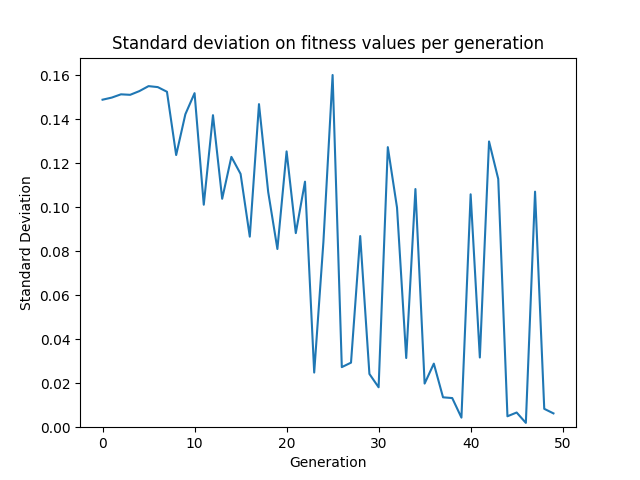 Standard deviation on fitness values per generation
Standard Deviation
0.16
0.14
0.12
0.10
0.08
0.06
0.04
0.02
0.00
0 10 20 30 40 50
Generation